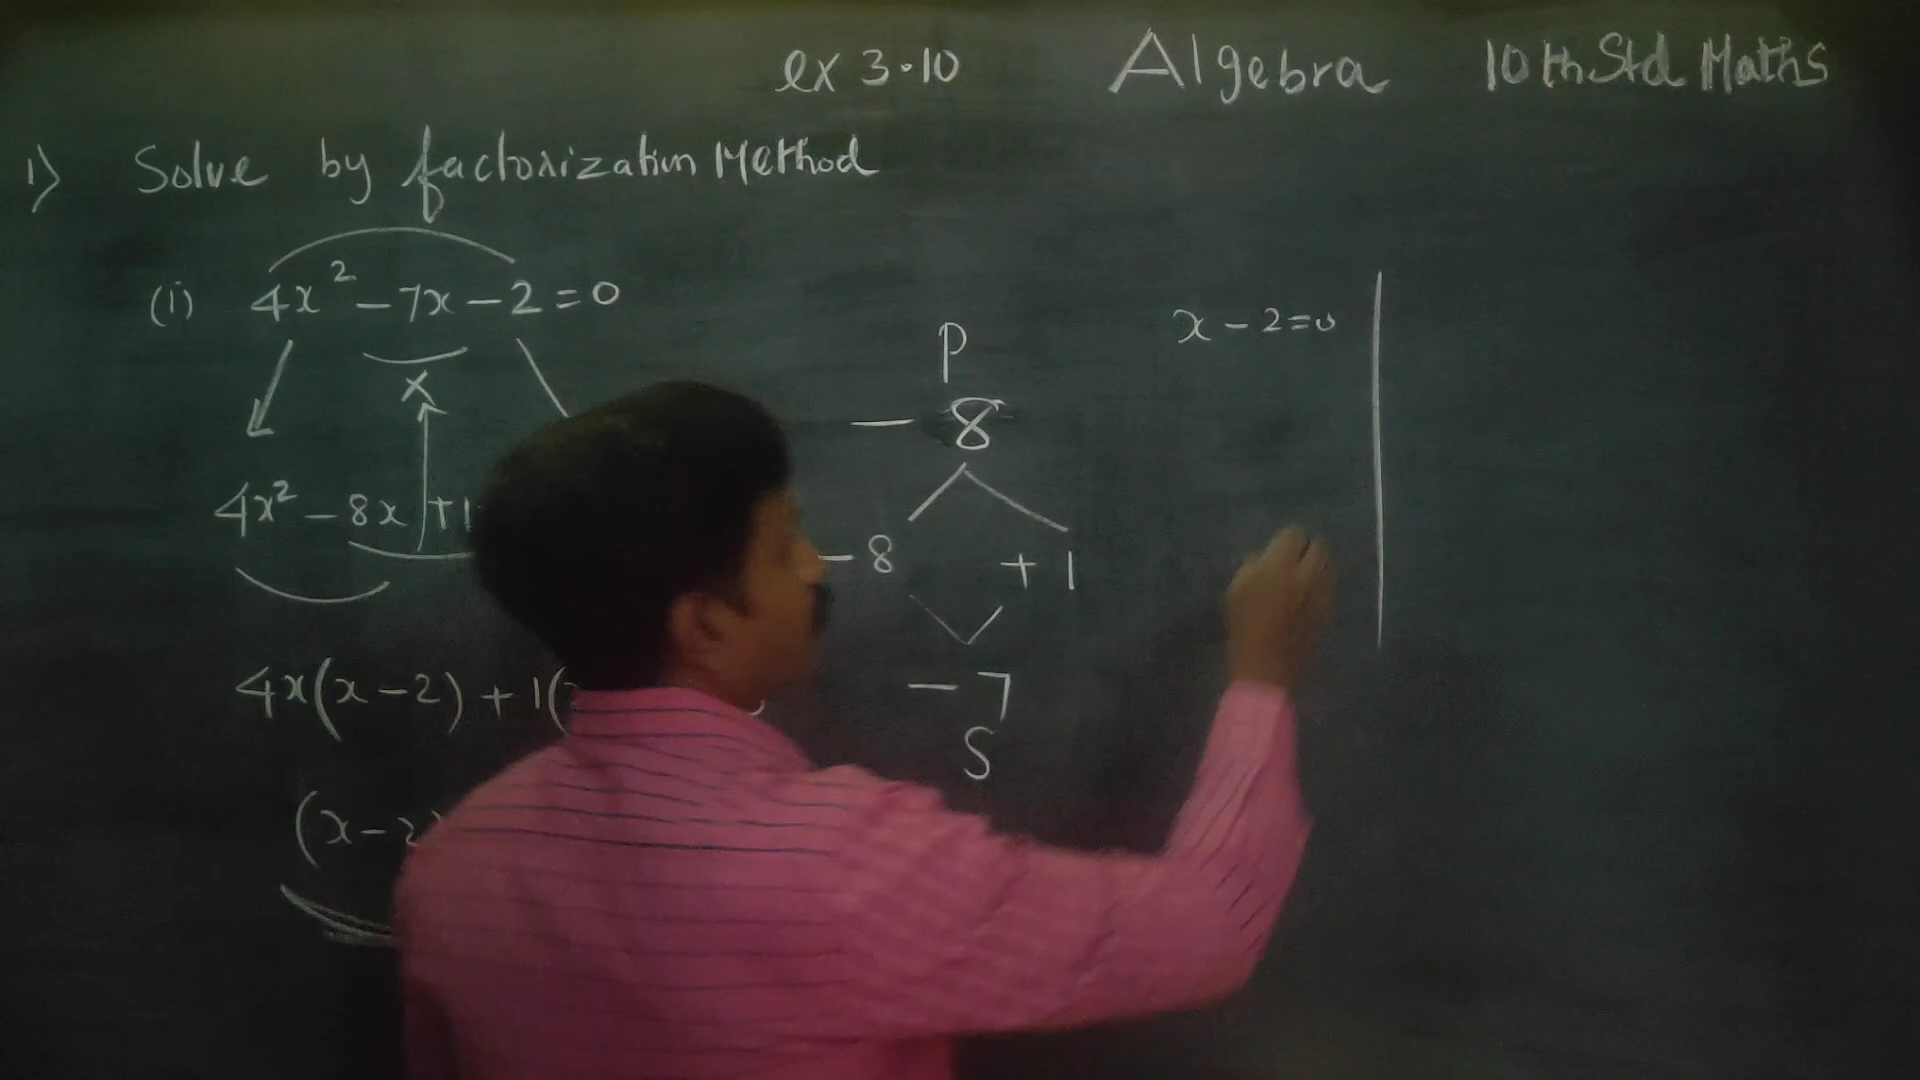 ex 3.10 Algebra 10th Std Maths
1) Solve by factorization Method
(i) 4x² - 7x - 2 = 0
x
4x² - 8x + 1
4x(x-2) + 1(
(x-2)
P
- 8
- 8 + 1
- 7
S
x - 2 = 0